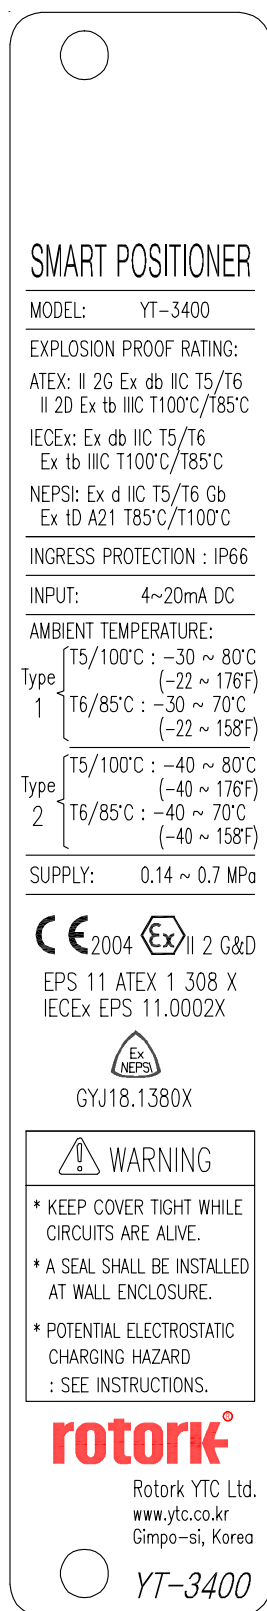 SMART POSITIONER
MODEL: YT-3400
EXPLOSION PROOF RATING:
ATEX: II 2G Ex db IIC T5/T6
II 2D Ex tb IIIC T100°C/T85°C
IECEx: Ex db IIC T5/T6
Ex tb IIIC T100°C/T85°C
NEPSI: Ex d IIC T5/T6 Gb
Ex tD A21 T85°C/T100°C
INGRESS PROTECTION : IP66
INPUT: 4~20mA DC
AMBIENT TEMPERATURE:
Type 1
T5/100°C : -30 ~ 80°C
(-22 ~ 176°F)
T6/85°C : -30 ~ 70°C
(-22 ~ 158°F)
Type 2
T5/100°C : -40 ~ 80°C
(-40 ~ 176°F)
T6/85°C : -40 ~ 70°C
(-40 ~ 158°F)
SUPPLY: 0.14 ~ 0.7 MPa
CE 2004 Ex II 2 G&D
EPS 11 ATEX 1 308 X
IECEx EPS 11.0002X
Ex
NEPSI
GYJ18.1380X
WARNING
* KEEP COVER TIGHT WHILE
CIRCUITS ARE ALIVE.
* A SEAL SHALL BE INSTALLED
AT WALL ENCLOSURE.
* POTENTIAL ELECTROSTATIC
CHARGING HAZARD
: SEE INSTRUCTIONS.
rotork®
Rotork YTC Ltd.
www.ytc.co.kr
Gimpo-si, Korea
YT-3400